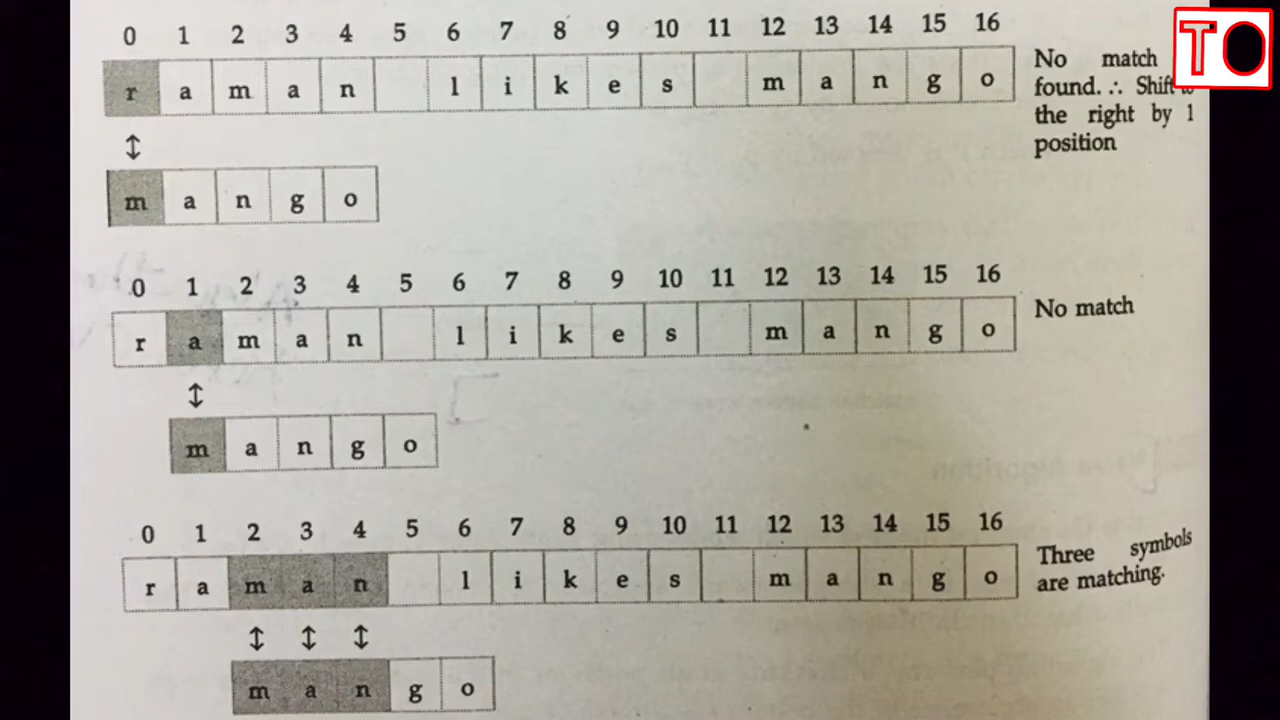 TO
0 1 2 3 4 5 6 7 8 9 10 11 12 13 14 15 16
r a m a n l i k e s m a n g o
No match
found. ∴ Shift to
the right by 1
position
↕
m a n g o
0 1 2 3 4 5 6 7 8 9 10 11 12 13 14 15 16
r a m a n l i k e s m a n g o
No match
↕
m a n g o
0 1 2 3 4 5 6 7 8 9 10 11 12 13 14 15 16
r a m a n l i k e s m a n g o
Three symbols
are matching.
↕ ↕ ↕
m a n g o